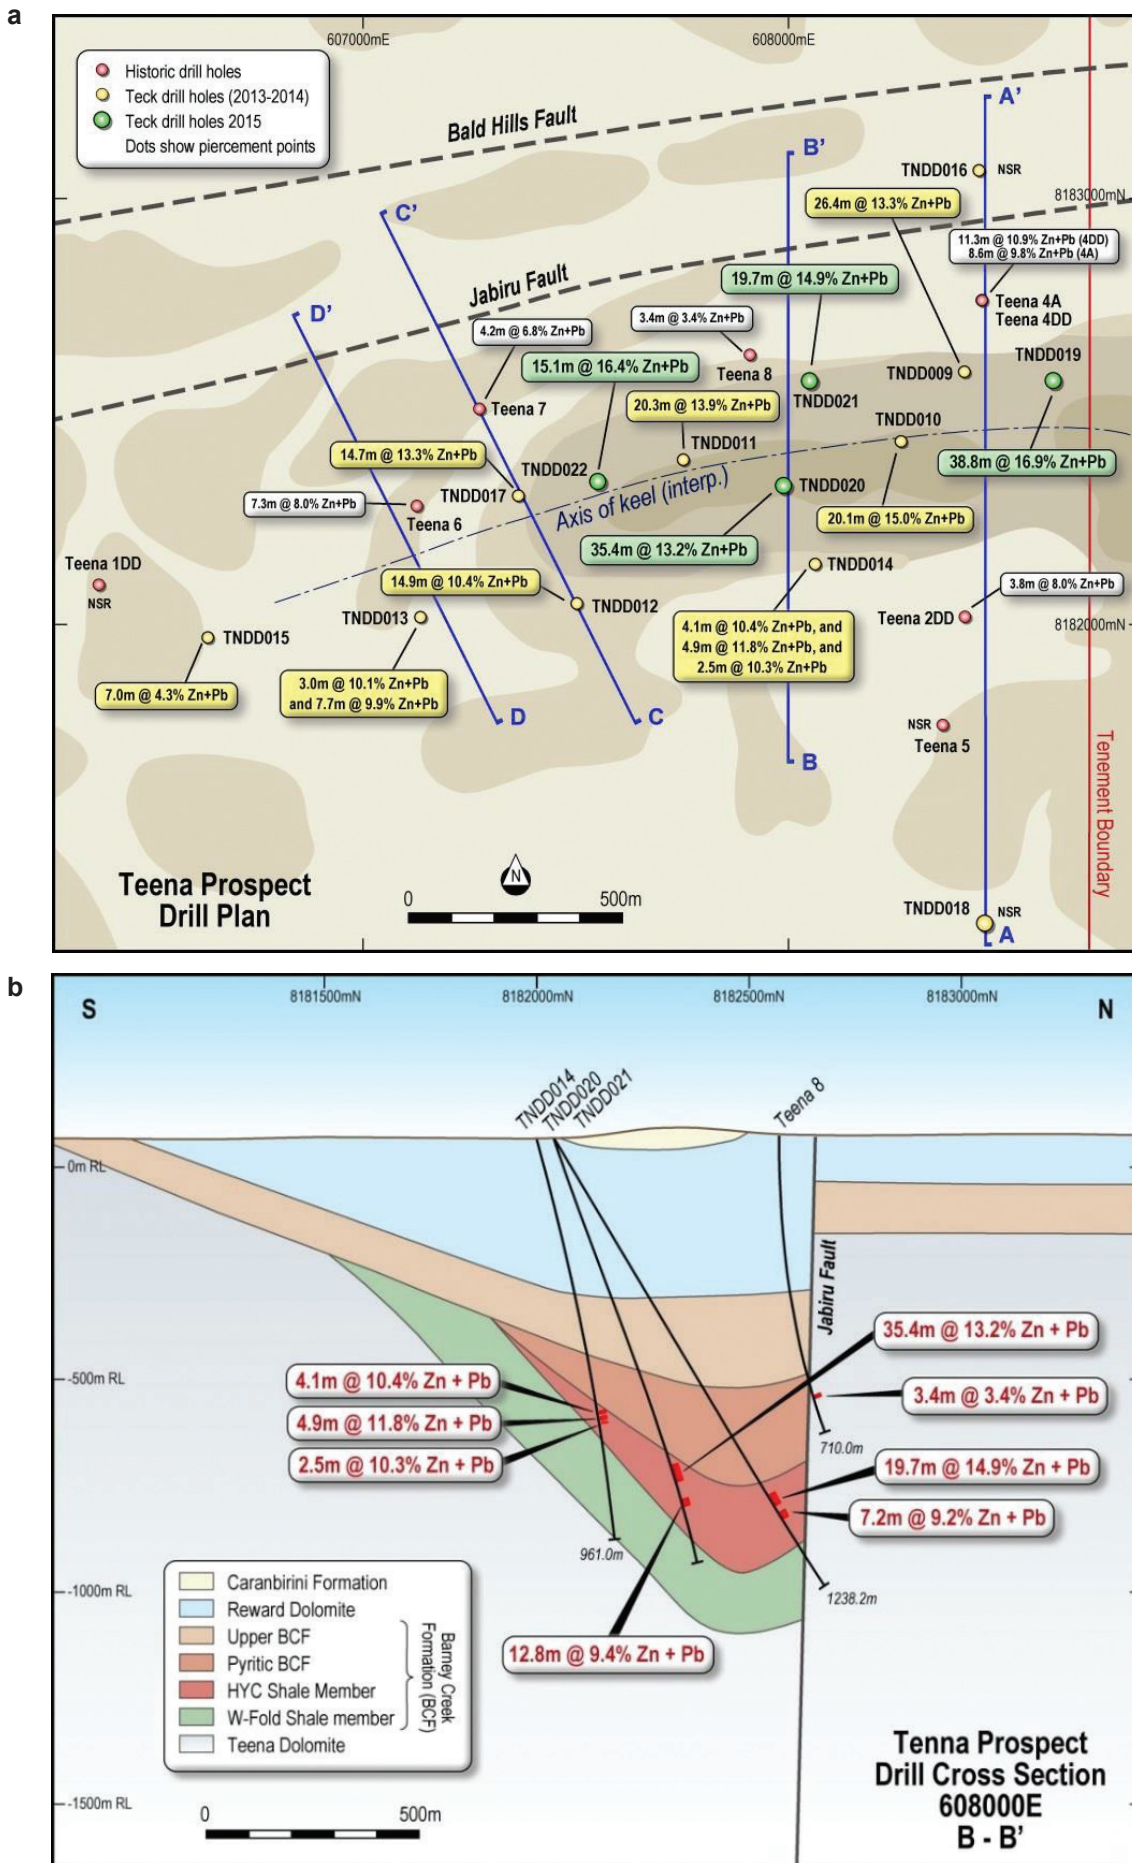 a
607000mE
608000mE
Historic drill holes
Teck drill holes (2013-2014)
Teck drill holes 2015
Dots show piercement points
Bald Hills Fault
A'
B'
TNDD016
NSR
26.4m @ 13.3% Zn+Pb
8183000mN
C'
11.3m @ 10.9% Zn+Pb (4DD)
8.6m @ 9.8% Zn+Pb (4A)
Jabiru Fault
19.7m @ 14.9% Zn+Pb
D'
Teena 4A
Teena 4DD
4.2m @ 6.8% Zn+Pb
3.4m @ 3.4% Zn+Pb
TNDD019
15.1m @ 16.4% Zn+Pb
Teena 8
TNDD009
TNDD021
20.3m @ 13.9% Zn+Pb
Teena 7
TNDD010
TNDD011
14.7m @ 13.3% Zn+Pb
38.8m @ 16.9% Zn+Pb
TNDD022
TNDD020
TNDD017
Axis of keel (interp.)
7.3m @ 8.0% Zn+Pb
Teena 6
20.1m @ 15.0% Zn+Pb
35.4m @ 13.2% Zn+Pb
Teena 1DD
NSR
TNDD014
14.9m @ 10.4% Zn+Pb
3.8m @ 8.0% Zn+Pb
TNDD012
TNDD013
Teena 2DD
8182000mN
TNDD015
4.1m @ 10.4% Zn+Pb, and
4.9m @ 11.8% Zn+Pb, and
2.5m @ 10.3% Zn+Pb
7.0m @ 4.3% Zn+Pb
3.0m @ 10.1% Zn+Pb
and 7.7m @ 9.9% Zn+Pb
D
C
NSR
Teena 5
B
Tenement Boundary
Teena Prospect
Drill Plan
N
0
500m
TNDD018
NSR
A
b
8181500mN
8182000mN
8182500mN
8183000mN
S
N
TNDD014
TNDD020
TNDD021
Teena 8
0m RL
Jabiru Fault
35.4m @ 13.2% Zn + Pb
-500m RL
4.1m @ 10.4% Zn + Pb
3.4m @ 3.4% Zn + Pb
4.9m @ 11.8% Zn + Pb
710.0m
2.5m @ 10.3% Zn + Pb
19.7m @ 14.9% Zn + Pb
7.2m @ 9.2% Zn + Pb
961.0m
-1000m RL
1238.2m
12.8m @ 9.4% Zn + Pb
Caranbirini Formation
Reward Dolomite
Upper BCF
Pyritic BCF
HYC Shale Member
W-Fold Shale member
Teena Dolomite
Barney Creek
Formation (BCF)
Tenna Prospect
Drill Cross Section
608000E
B - B'
-1500m RL
0
500m